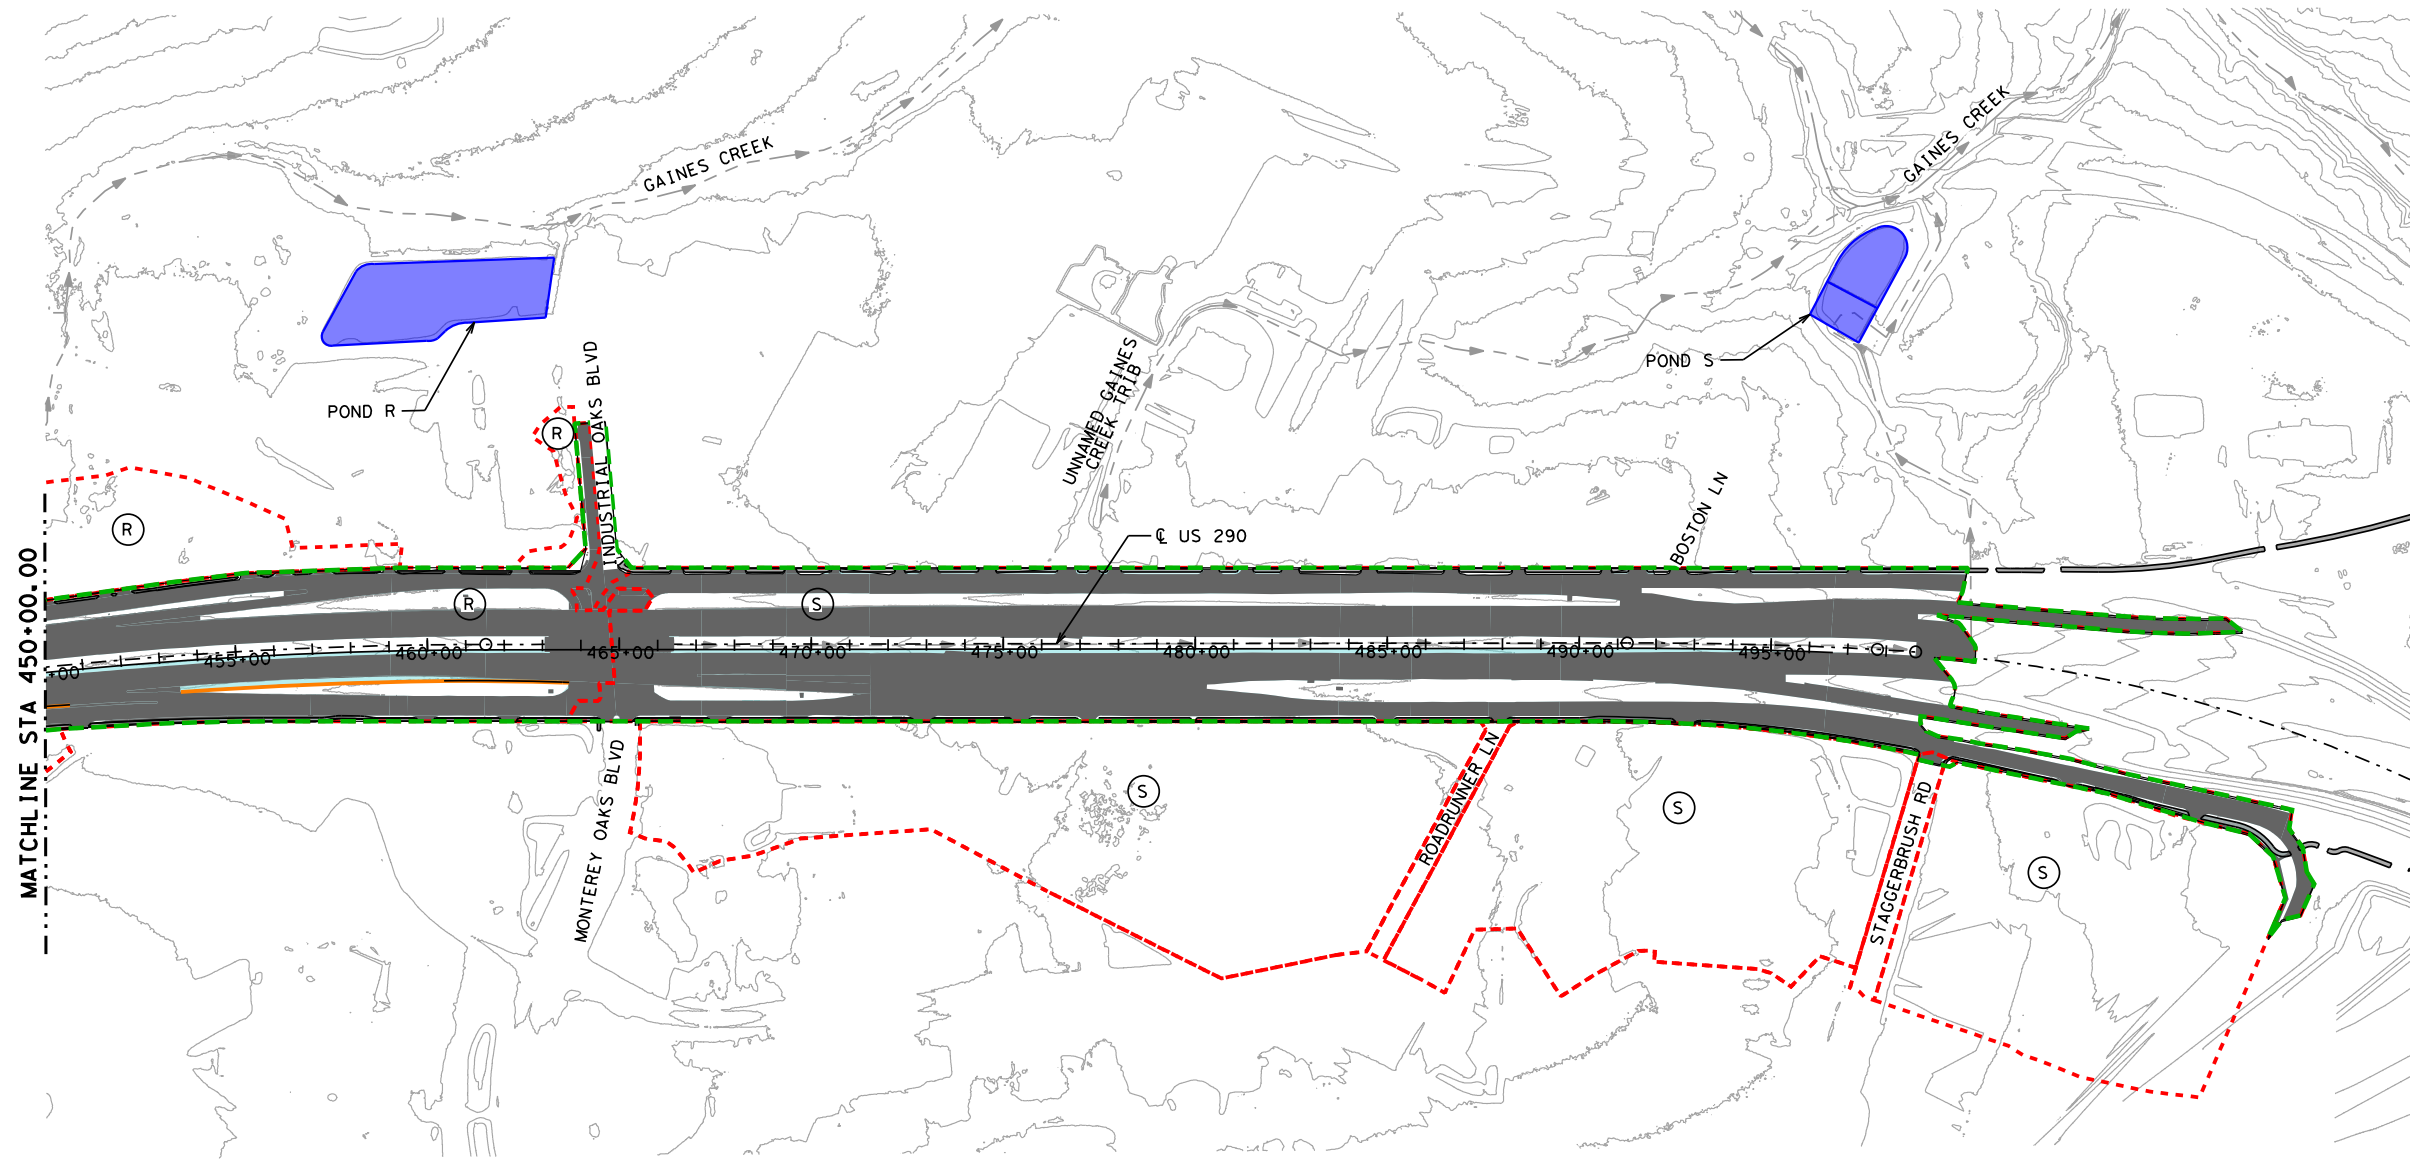 GAINES CREEK
GAINES CREEK
POND R
POND S
INDUSTRIAL OAKS BLVD
UNNAMED GAINES
CREEK TRIB
BOSTON LN
℄ US 290
R
R
R
S
MATCHLINE STA 450+00.00
+00
455+00
460+00
465+00
470+00
475+00
480+00
485+00
490+00
495+00
MONTEREY OAKS BLVD
ROADRUNNER LN
STAGGERBRUSH RD
S
S
S